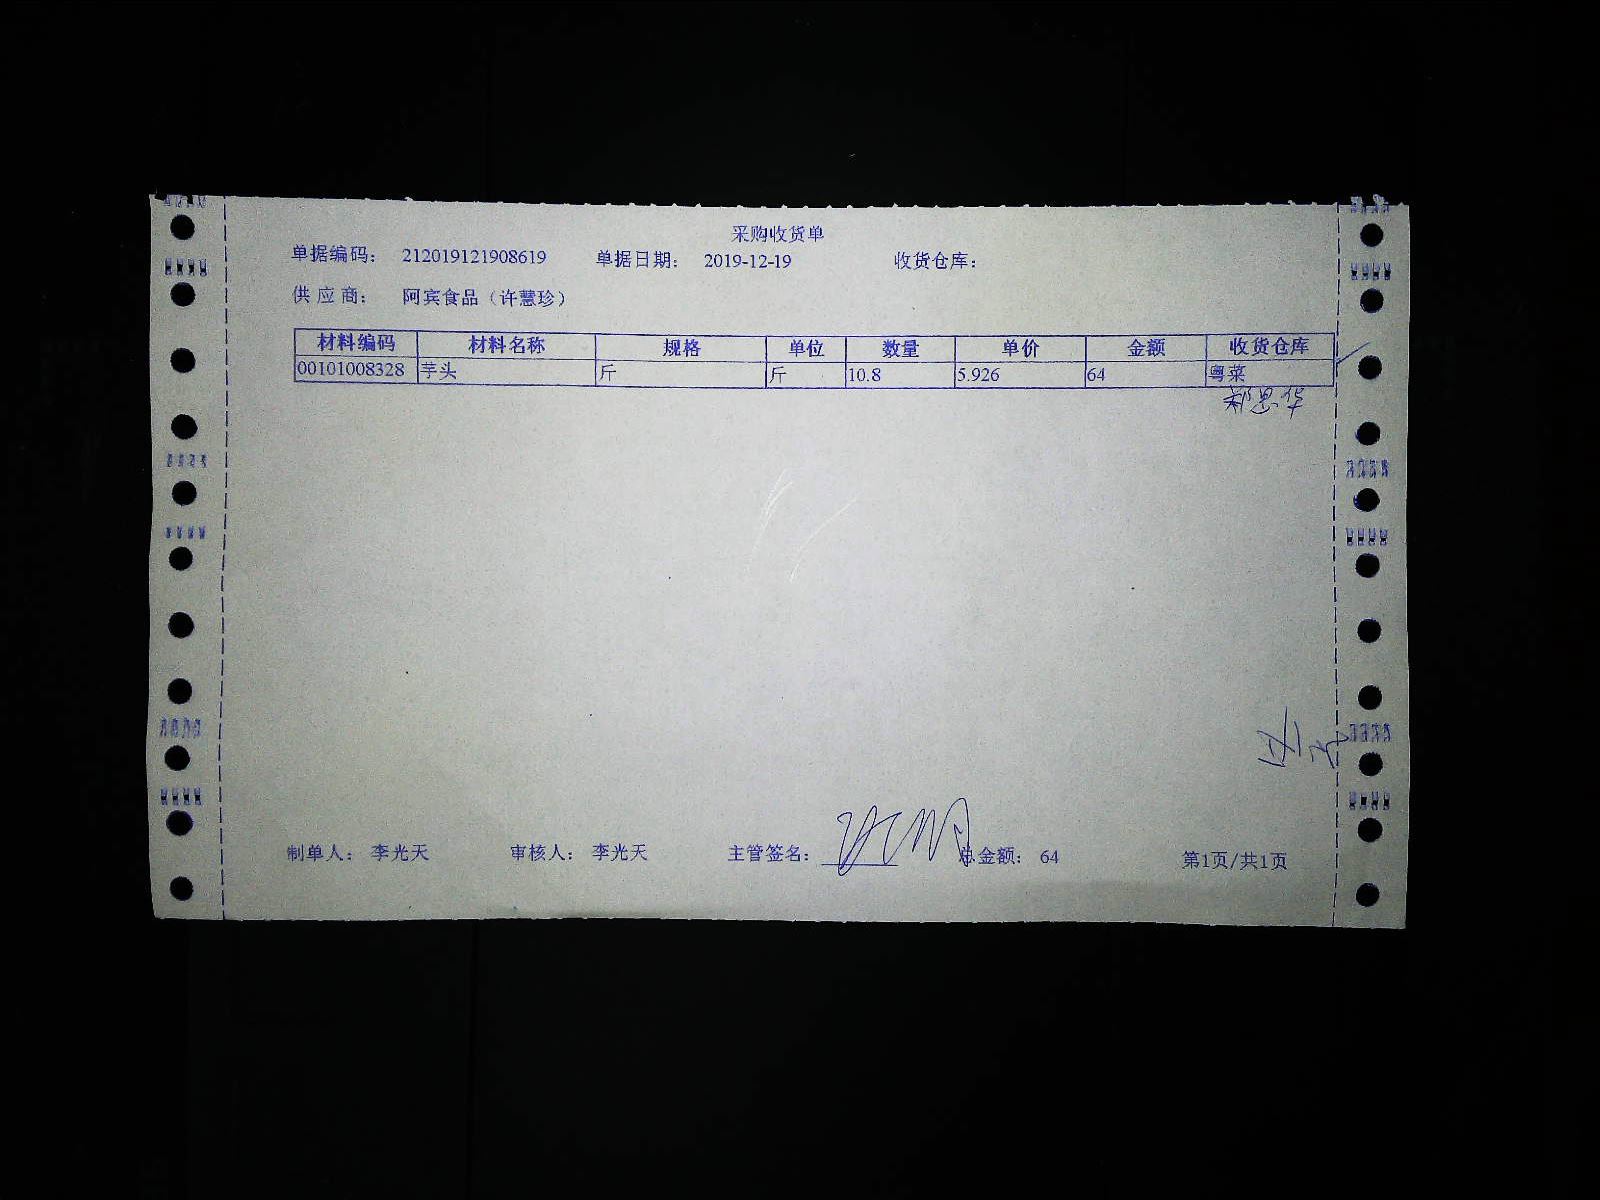 采购收货单
单据编码： 212019121908619 单据日期： 2019-12-19 收货仓库：
供应商： 阿宾食品（许慧珍）
材料编码 材料名称 规格 单位 数量 单价 金额 收货仓库
00101008328 芋头 斤 斤 10.8 5.926 64 粤菜
郑思华
制单人： 李光天 审核人： 李光天 主管签名： 总金额： 64 第1页/共1页